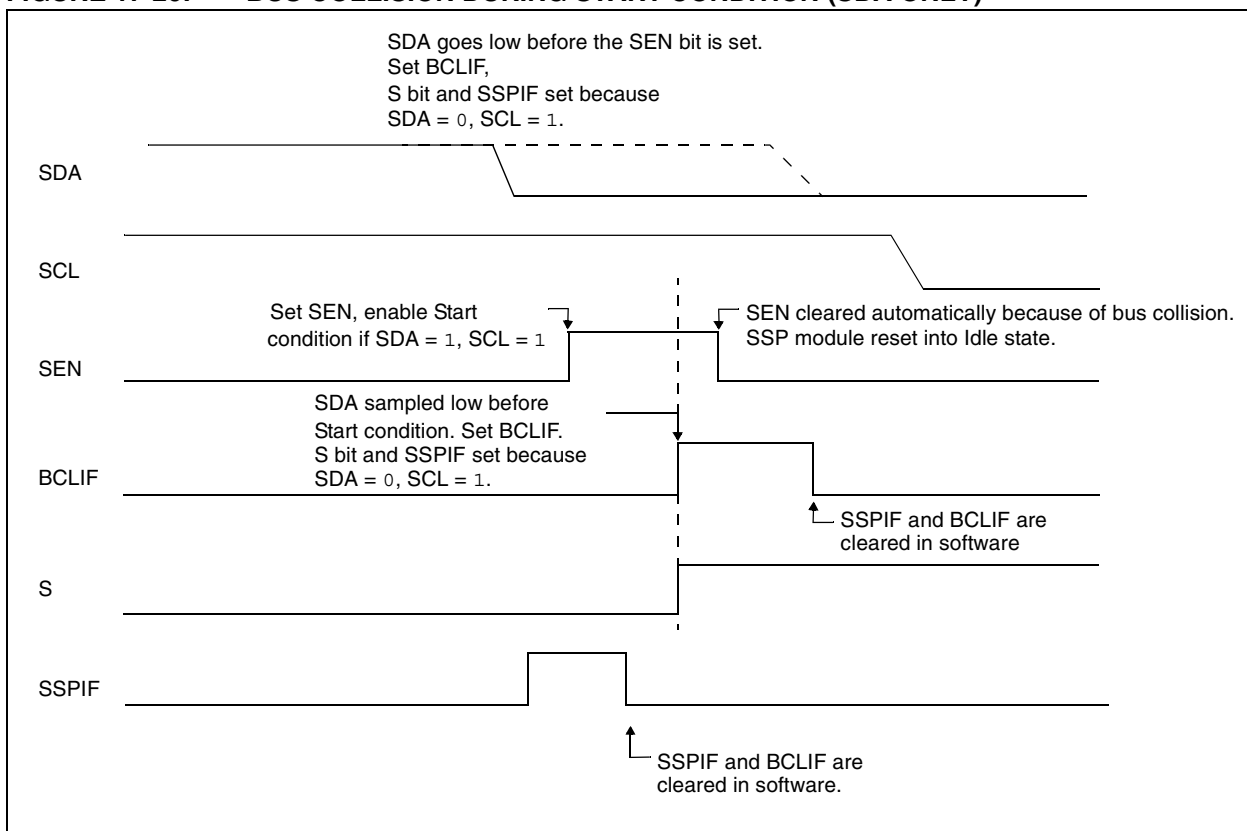 SDA goes low before the SEN bit is set.
Set BCLIF,
S bit and SSPIF set because
SDA = 0, SCL = 1.
SDA
SCL
Set SEN, enable Start
condition if SDA = 1, SCL = 1
SEN cleared automatically because of bus collision.
SSP module reset into Idle state.
SEN
SDA sampled low before
Start condition. Set BCLIF.
S bit and SSPIF set because
SDA = 0, SCL = 1.
BCLIF
SSPIF and BCLIF are
cleared in software
S
SSPIF
SSPIF and BCLIF are
cleared in software.